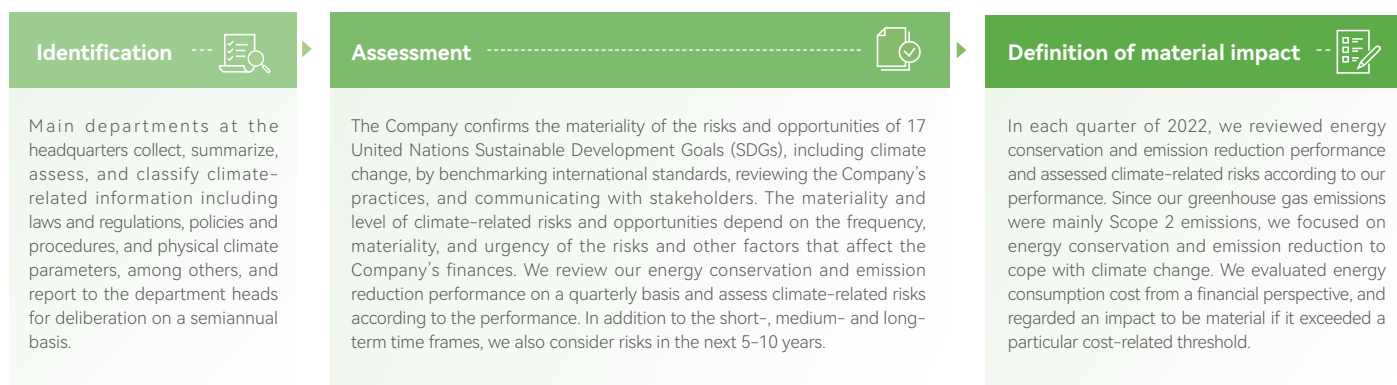 Identification
Main departments at the
headquarters collect, summarize,
assess, and classify climate-
related information including
laws and regulations, policies and
procedures, and physical climate
parameters, among others, and
report to the department heads
for deliberation on a semiannual
basis.
Assessment
The Company confirms the materiality of the risks and opportunities of 17
United Nations Sustainable Development Goals (SDGs), including climate
change, by benchmarking international standards, reviewing the Company's
practices, and communicating with stakeholders. The materiality and
level of climate-related risks and opportunities depend on the frequency,
materiality, and urgency of the risks and other factors that affect the
Company's finances. We review our energy conservation and emission
reduction performance on a quarterly basis and assess climate-related risks
according to the performance. In addition to the short-, medium- and long-
term time frames, we also consider risks in the next 5-10 years.
Definition of material impact
In each quarter of 2022, we reviewed energy
conservation and emission reduction performance
and assessed climate-related risks according to our
performance. Since our greenhouse gas emissions
were mainly Scope 2 emissions, we focused on
energy conservation and emission reduction to
cope with climate change. We evaluated energy
consumption cost from a financial perspective, and
regarded an impact to be material if it exceeded a
particular cost-related threshold.